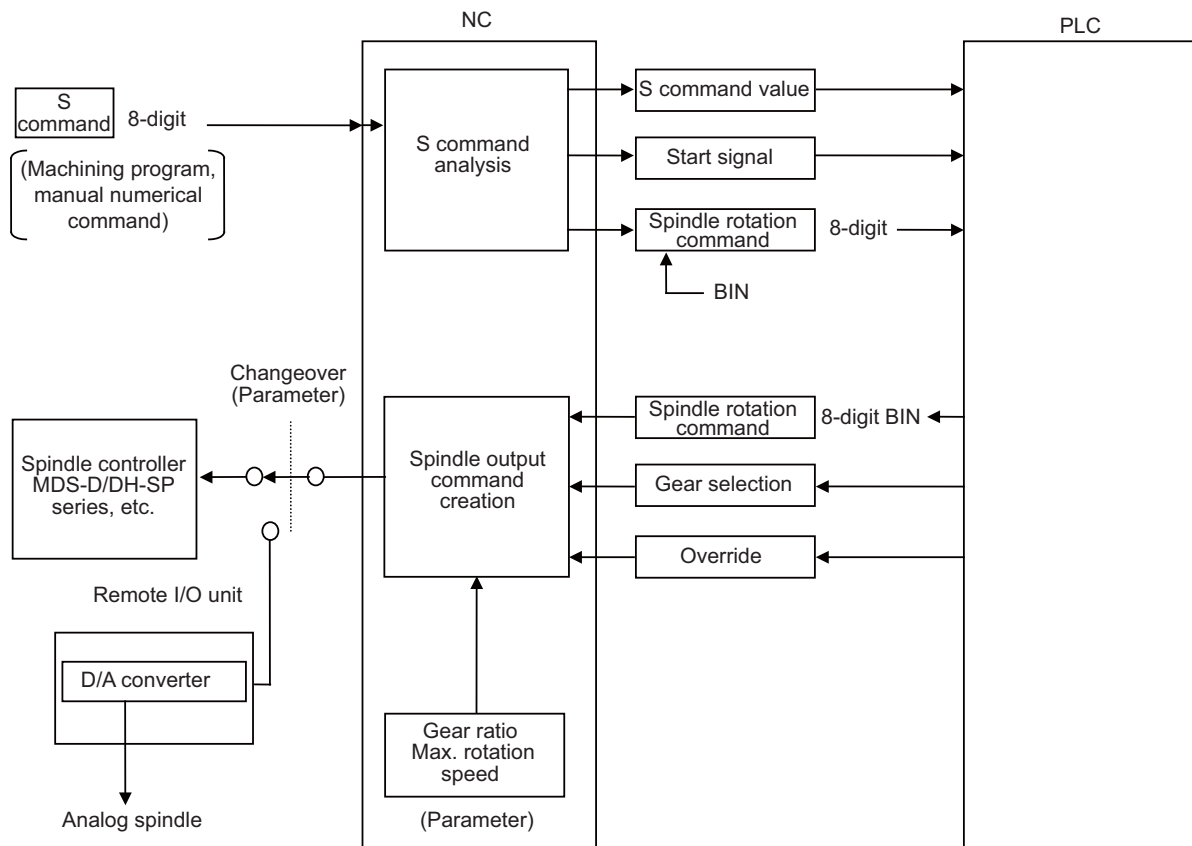 NC
PLC
S
command
8-digit
(Machining program,
manual numerical
command)
S command
analysis
S command value
Start signal
Spindle rotation
command
8-digit
BIN
Changeover
(Parameter)
Spindle controller
MDS-D/DH-SP
series, etc.
Spindle output
command
creation
Spindle rotation
command
8-digit BIN
Gear selection
Override
Remote I/O unit
D/A converter
Analog spindle
Gear ratio
Max. rotation
speed
(Parameter)